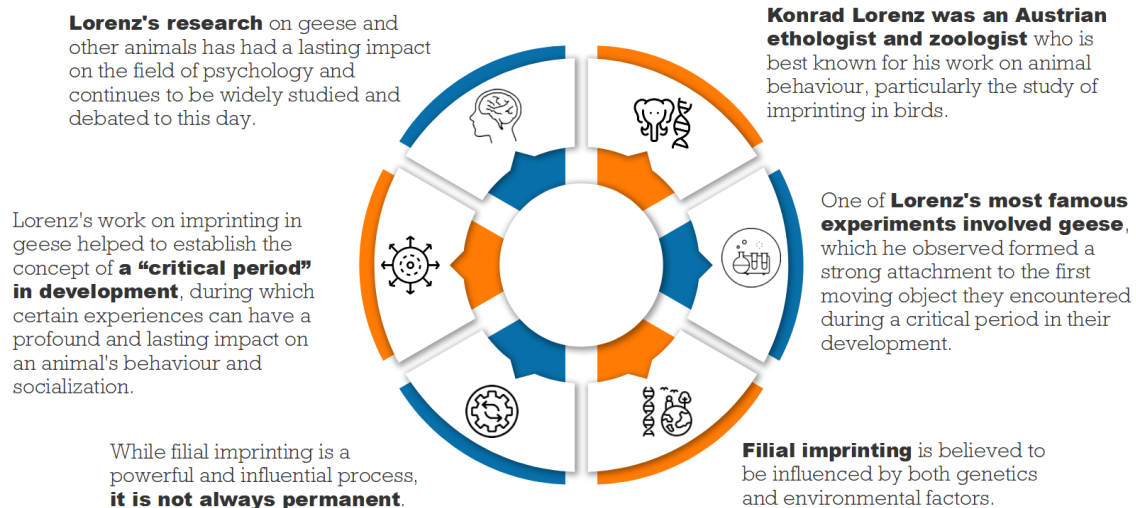 Lorenz's research on geese and
other animals has had a lasting impact
on the field of psychology and
continues to be widely studied and
debated to this day.
Konrad Lorenz was an Austrian
ethologist and zoologist who is
best known for his work on animal
behaviour, particularly the study of
imprinting in birds.
One of Lorenz's most famous
experiments involved geese,
which he observed formed a
strong attachment to the first
moving object they encountered
during a critical period in their
development.
Filial imprinting is believed to
be influenced by both genetics
and environmental factors.
While filial imprinting is a
powerful and influential process,
it is not always permanent.
Lorenz's work on imprinting in
geese helped to establish the
concept of a “critical period”
in development, during which
certain experiences can have a
profound and lasting impact on
an animal's behaviour and
socialization.